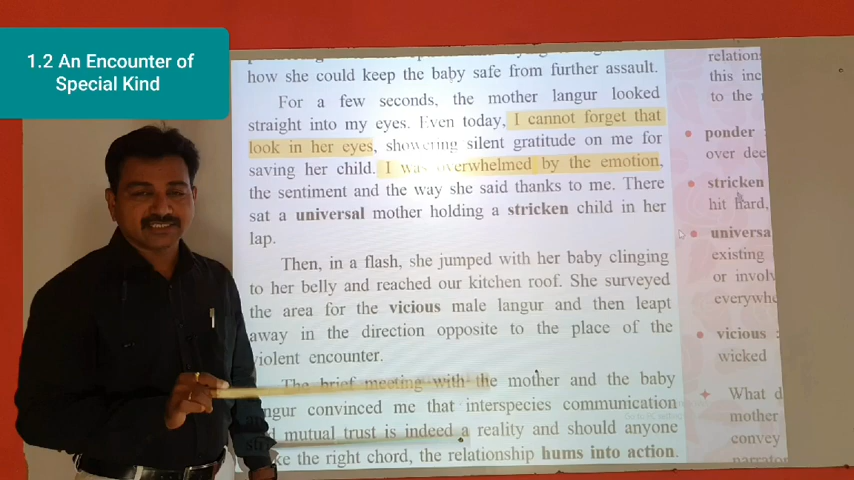 1.2 An Encounter of
Special Kind
how she could keep the baby safe from further assault.
For a few seconds, the mother langur looked
straight into my eyes. Even today, I cannot forget that
look in her eyes, showering silent gratitude on me for
saving her child. I was overwhelmed by the emotion,
the sentiment and the way she said thanks to me. There
sat a universal mother holding a stricken child in her
lap.
Then, in a flash, she jumped with her baby clinging
to her belly and reached our kitchen roof. She surveyed
the area for the vicious male langur and then leapt
away in the direction opposite to the place of the
violent encounter.
The brief meeting with the mother and the baby
ngur convinced me that interspecies communication
mutual trust is indeed a reality and should anyone
ke the right chord, the relationship hums into action.
relation
this inc
to the
ponder :
over dee
stricken
hit hard,
universa
existing
or invol
everywhe
vicious :
wicked
What d
mother
convey
narrator